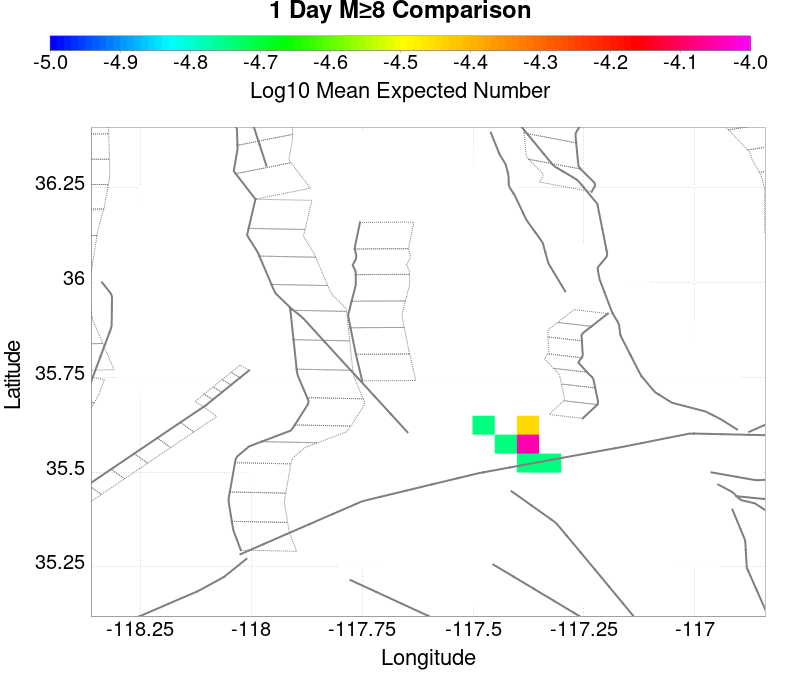 1 Day M≥8 Comparison
-5.0 -4.9 -4.8 -4.7 -4.6 -4.5 -4.4 -4.3 -4.2 -4.1 -4.0
Log10 Mean Expected Number
36.25
36
35.75
35.5
35.25
Latitude
-118.25 -118 -117.75 -117.5 -117.25 -117
Longitude